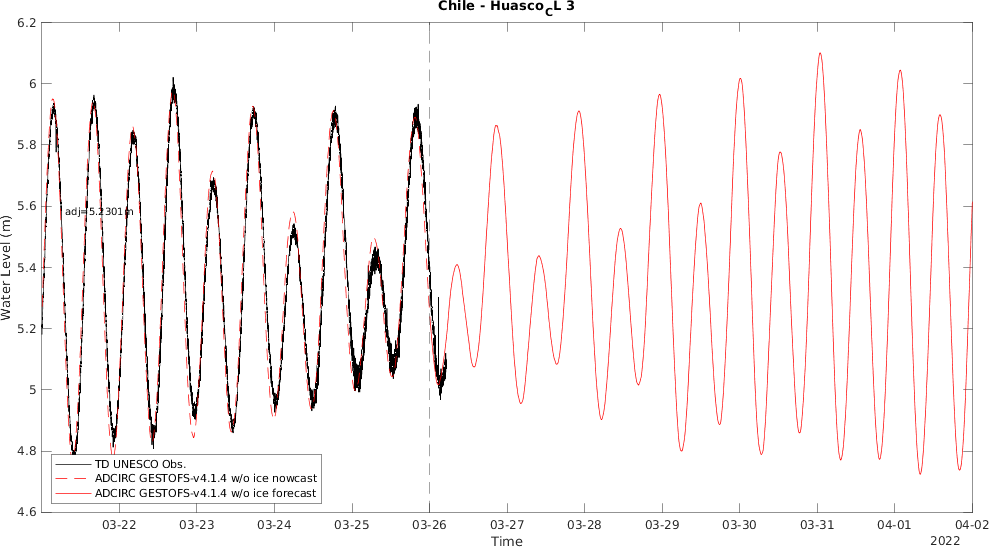 Chile - Huasco_CL 3
6.2
6
5.8
5.6
5.4
5.2
5
4.8
4.6
Water Level (m)
adj=5.2301m
TD UNESCO Obs.
ADCIRC GESTOFS-v4.1.4 w/o ice nowcast
ADCIRC GESTOFS-v4.1.4 w/o ice forecast
03-22 03-23 03-24 03-25 03-26 03-27 03-28 03-29 03-30 03-31 04-01 04-02
Time
2022